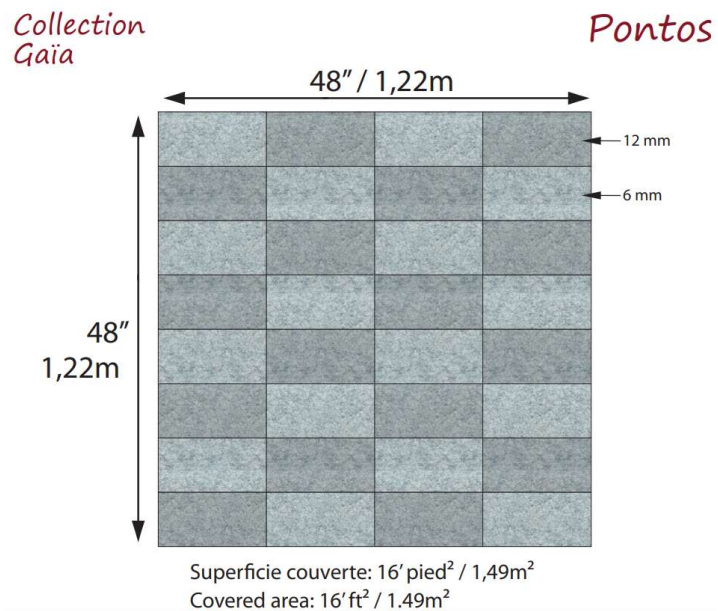 Collection
Gaïa
Pontos
48” / 1,22m
12 mm
6 mm
48”
1,22m
Superficie couverte: 16’ pied² / 1,49m²
Covered area: 16’ ft² / 1.49m²